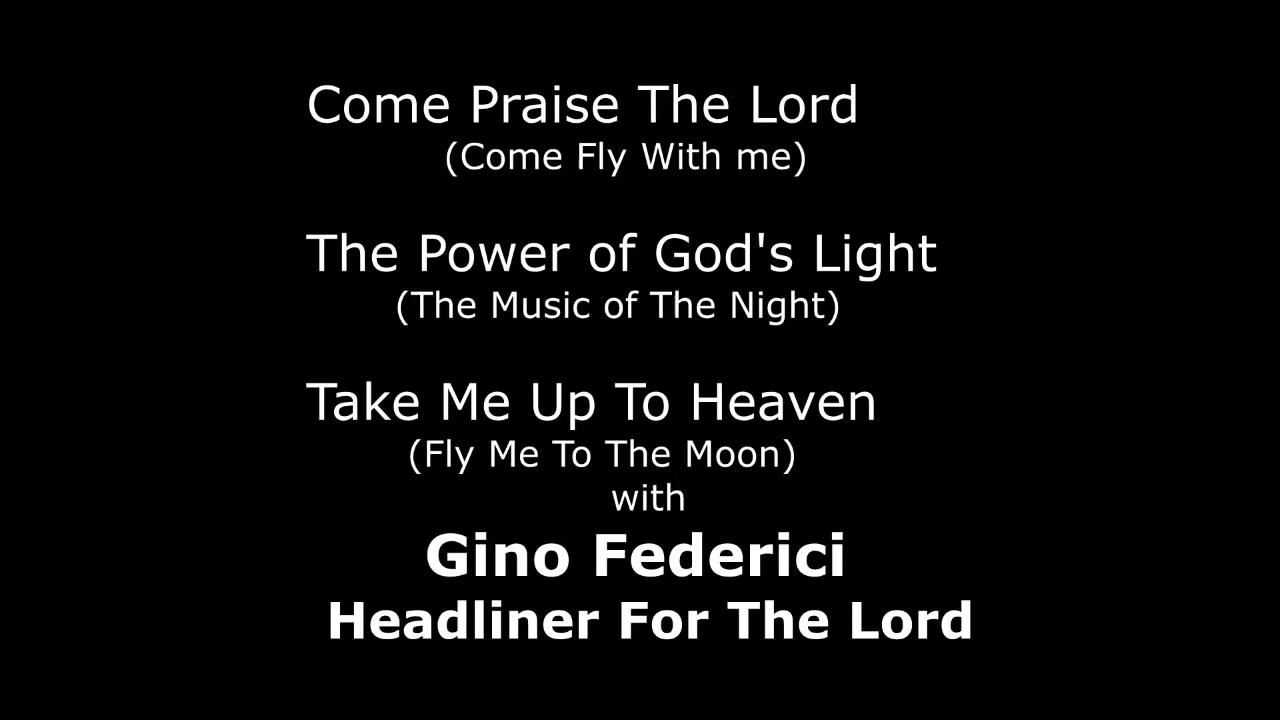 Come Praise The Lord
(Come Fly With me)
The Power of God's Light
(The Music of The Night)
Take Me Up To Heaven
(Fly Me To The Moon)
with
Gino Federici
Headliner For The Lord